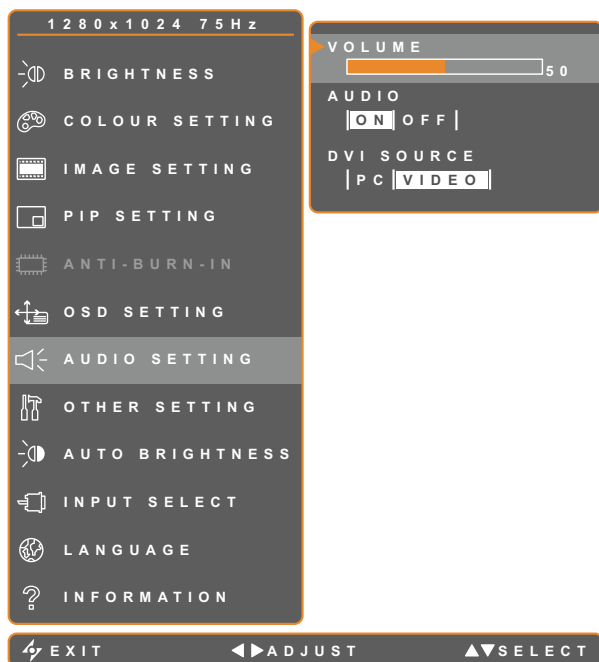 1280x1024 75Hz
BRIGHTNESS
COLOUR SETTING
IMAGE SETTING
PIP SETTING
ANTI-BURN-IN
OSD SETTING
AUDIO SETTING
OTHER SETTING
AUTO BRIGHTNESS
INPUT SELECT
LANGUAGE
INFORMATION
VOLUME
50
AUDIO
ON OFF
DVI SOURCE
PC VIDEO
EXIT ADJUST SELECT